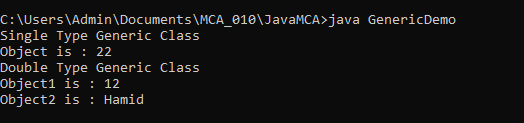 C:\Users\Admin\Documents\MCA_010\JavaMCA>java GenericDemo
Single Type Generic Class
Object is : 22
Double Type Generic Class
Object1 is : 12
Object2 is : Hamid